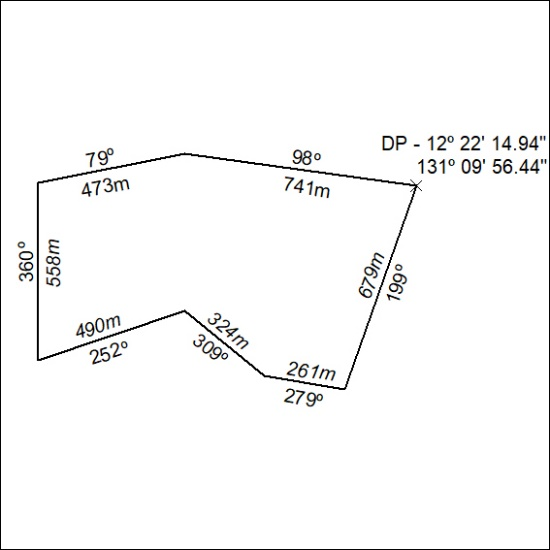 79º
473m
98º
741m
DP - 12º 22' 14.94"
131º 09' 56.44"
360º
558m
679m
199º
490m
252º
324m
309º
261m
279º